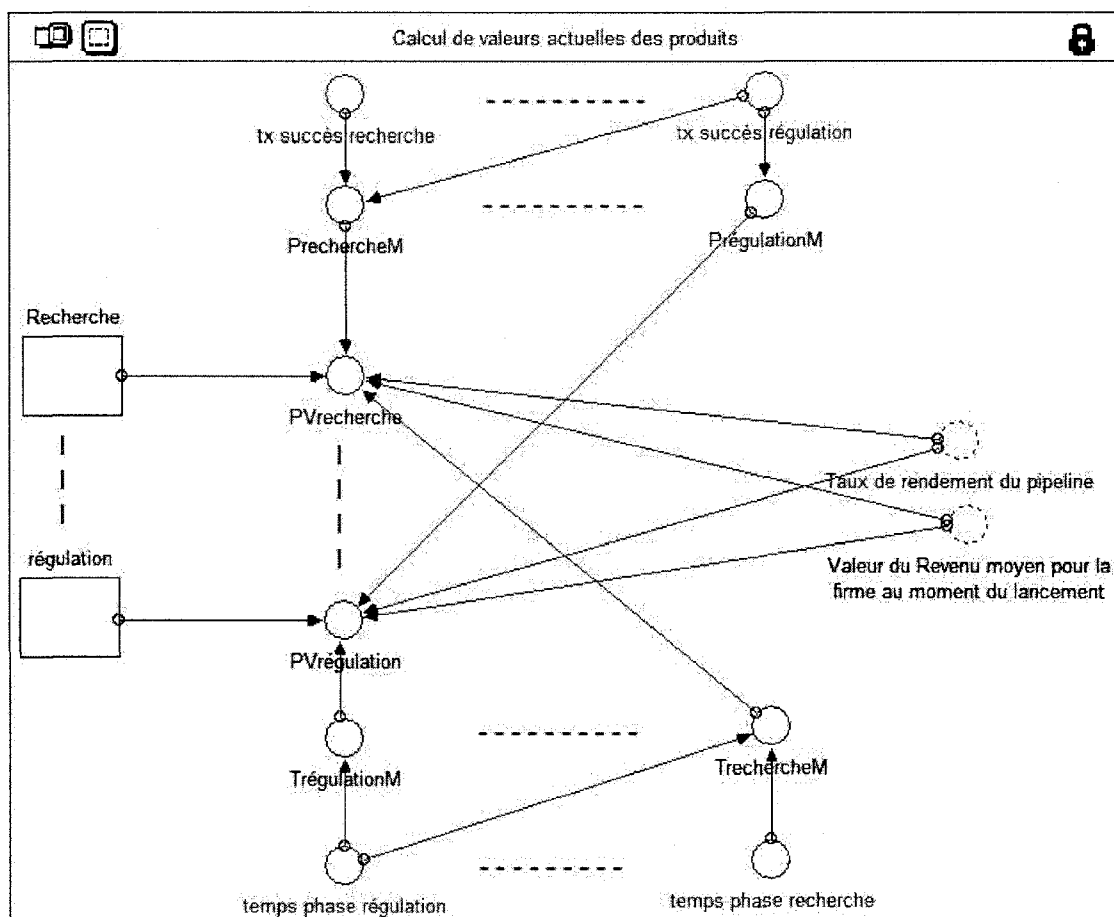 Calcul de valeurs actuelles des produits
tx succès recherche
tx succès régulation
PrechercheM
PrégulationM
Recherche
PVrecherche
Taux de rendement du pipeline
régulation
Valeur du Revenu moyen pour la
firme au moment du lancement
PVrégulation
TrégulationM
TrechercheM
temps phase régulation
temps phase recherche